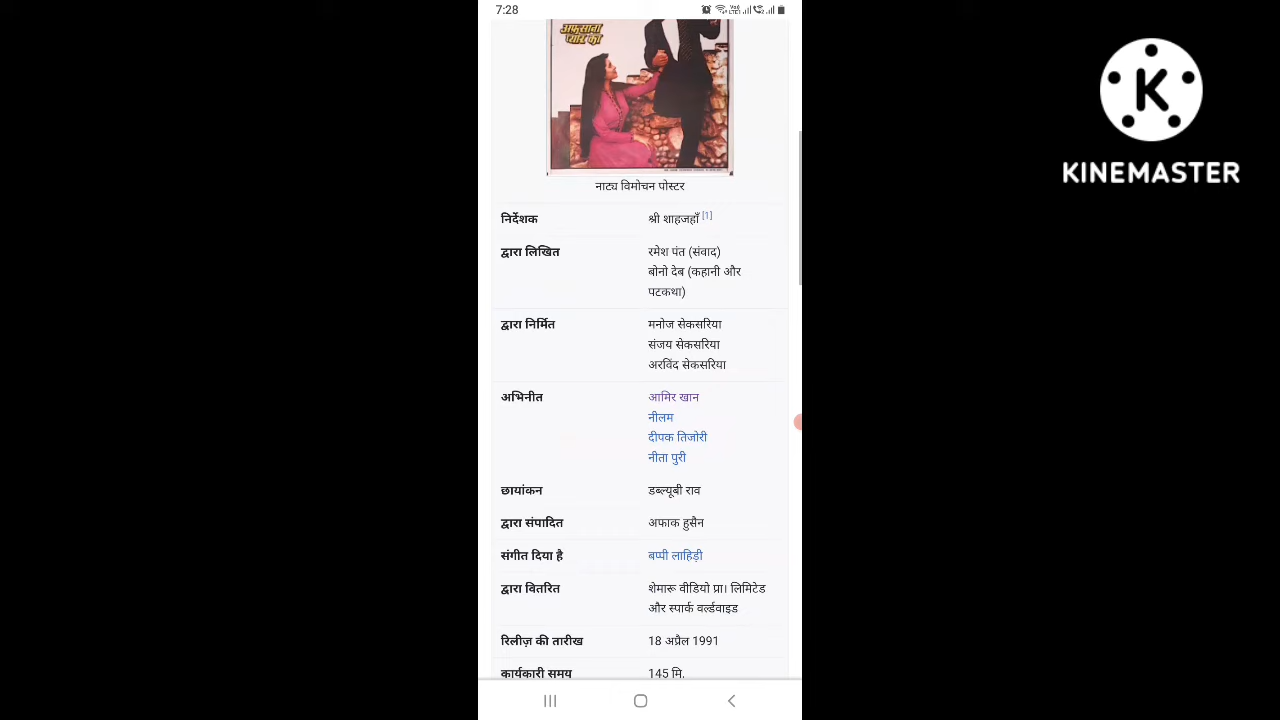 7:28
अफ़साना
प्यार का
नाट्य विमोचन पोस्टर
निर्देशक श्री शाहजहाँ [1]
द्वारा लिखित रमेश पंत (संवाद)
बोनो देब (कहानी और
पटकथा)
द्वारा निर्मित मनोज सेकसरिया
संजय सेकसरिया
अरविंद सेकसरिया
अभिनीत आमिर खान
नीलम
दीपक तिजोरी
नीता पुरी
छायांकन डब्ल्यूबी राव
द्वारा संपादित अफाक हुसैन
संगीत दिया है बप्पी लाहिड़ी
द्वारा वितरित शेमारू वीडियो प्रा। लिमिटेड
और स्पार्क वर्ल्डवाइड
रिलीज़ की तारीख 18 अप्रैल 1991
कार्यकारी समय 145 मि.
K
KINEMASTER